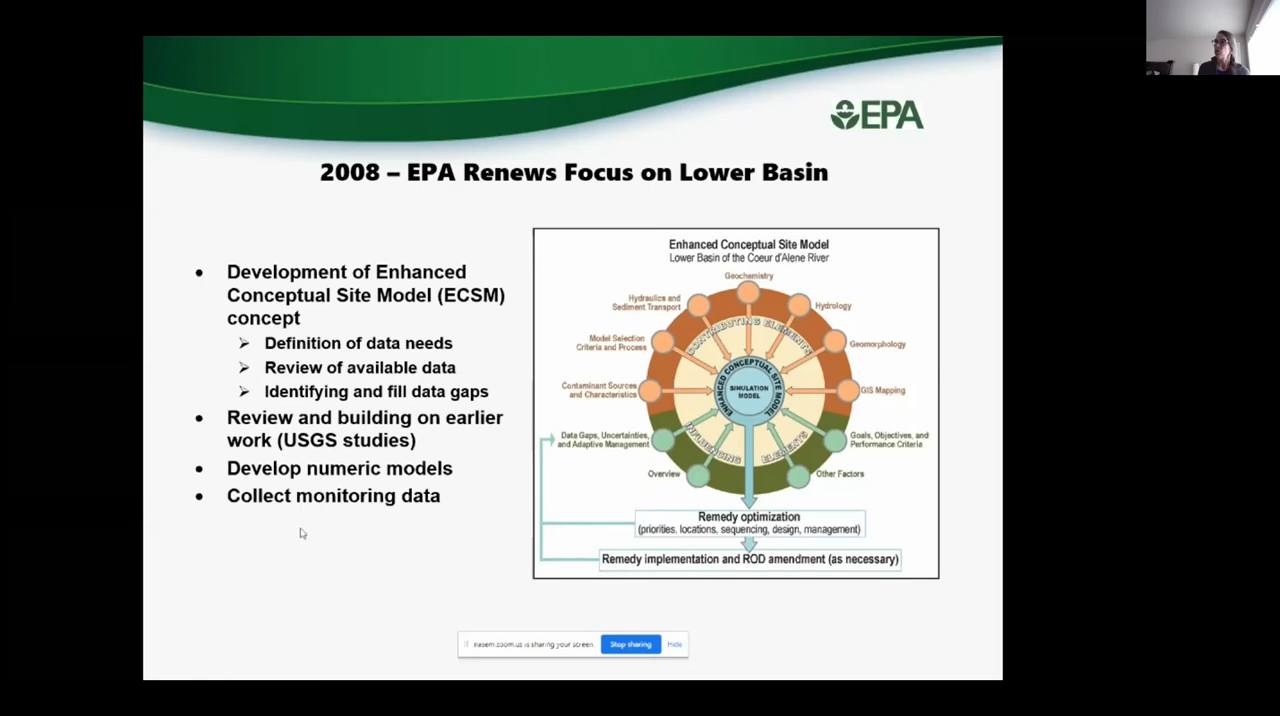 EPA
2008 – EPA Renews Focus on Lower Basin
• Development of Enhanced
Conceptual Site Model (ECSM)
concept
➢ Definition of data needs
➢ Review of available data
➢ Identifying and fill data gaps
• Review and building on earlier
work (USGS studies)
• Develop numeric models
• Collect monitoring data
Enhanced Conceptual Site Model
Lower Basin of the Coeur d'Alene River
Geochemistry
Hydraulics and
Sediment Transport
Hydrology
Model Selection
Criteria and Process
Geomorphology
Contaminant Sources
and Characteristics
GIS Mapping
Data Gaps, Uncertainties,
and Adaptive Management
Goals, Objectives, and
Performance Criteria
Overview
Other Factors
CONTRIBUTING ELEMENTS
ENHANCED CONCEPTUAL SITE MODEL
SIMULATION
MODEL
INFLUENCING ELEMENTS
Remedy optimization
(priorities, locations, sequencing, design, management)
Remedy implementation and ROD amendment (as necessary)
nasem.zoom.us is sharing your screen.
Stop sharing
Hide